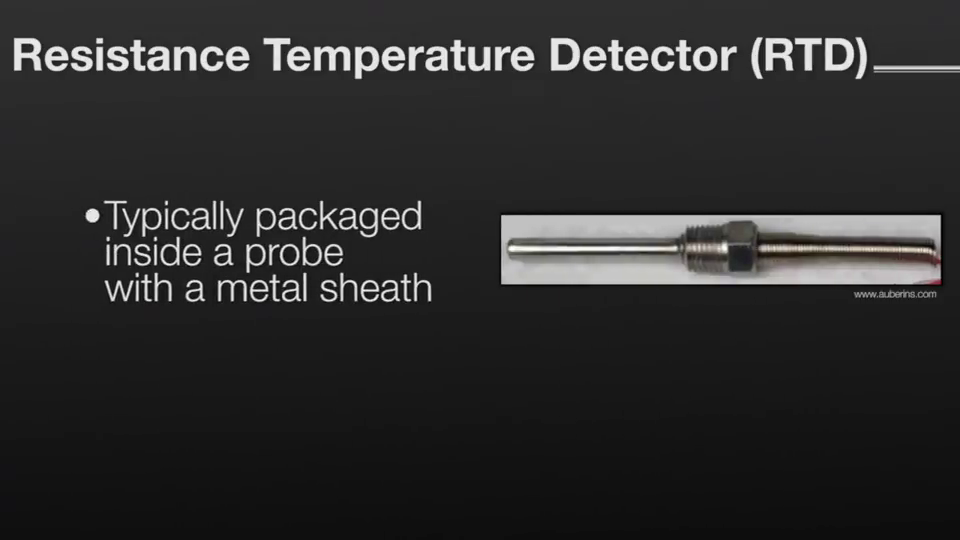 Resistance Temperature Detector (RTD)
•Typically packaged
inside a probe
with a metal sheath
www.auberins.com